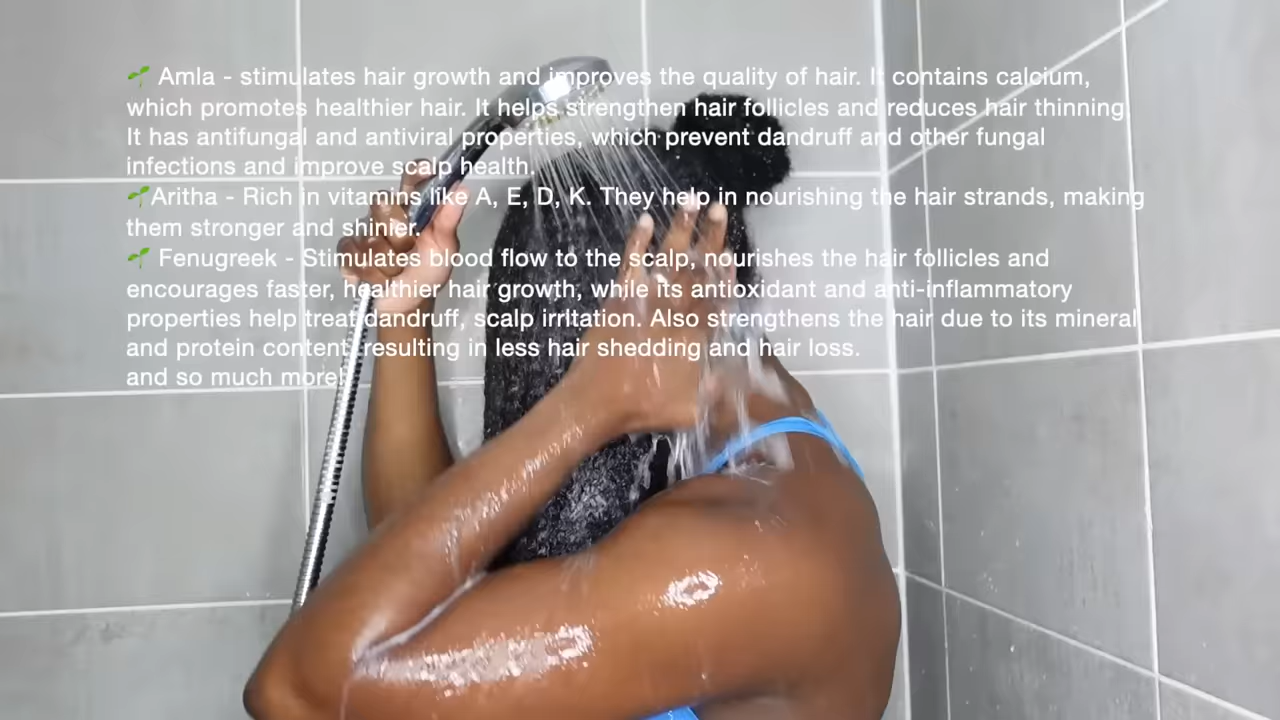 🌱 Amla - stimulates hair growth and improves the quality of hair. It contains calcium,
which promotes healthier hair. It helps strengthen hair follicles and reduces hair thinning
It has antifungal and antiviral properties, which prevent dandruff and other fungal
infections and improve scalp health.
🌱Aritha - Rich in vitamins like A, E, D, K. They help in nourishing the hair strands, making
them stronger and shinier.
🌱 Fenugreek - Stimulates blood flow to the scalp, nourishes the hair follicles and
encourages faster, healthier hair growth, while its antioxidant and anti-inflammatory
properties help treat dandruff, scalp irrItation. Also strengthens the hair due to its mineral
and protein content, resulting in less hair shedding and hair loss.
and so much more!